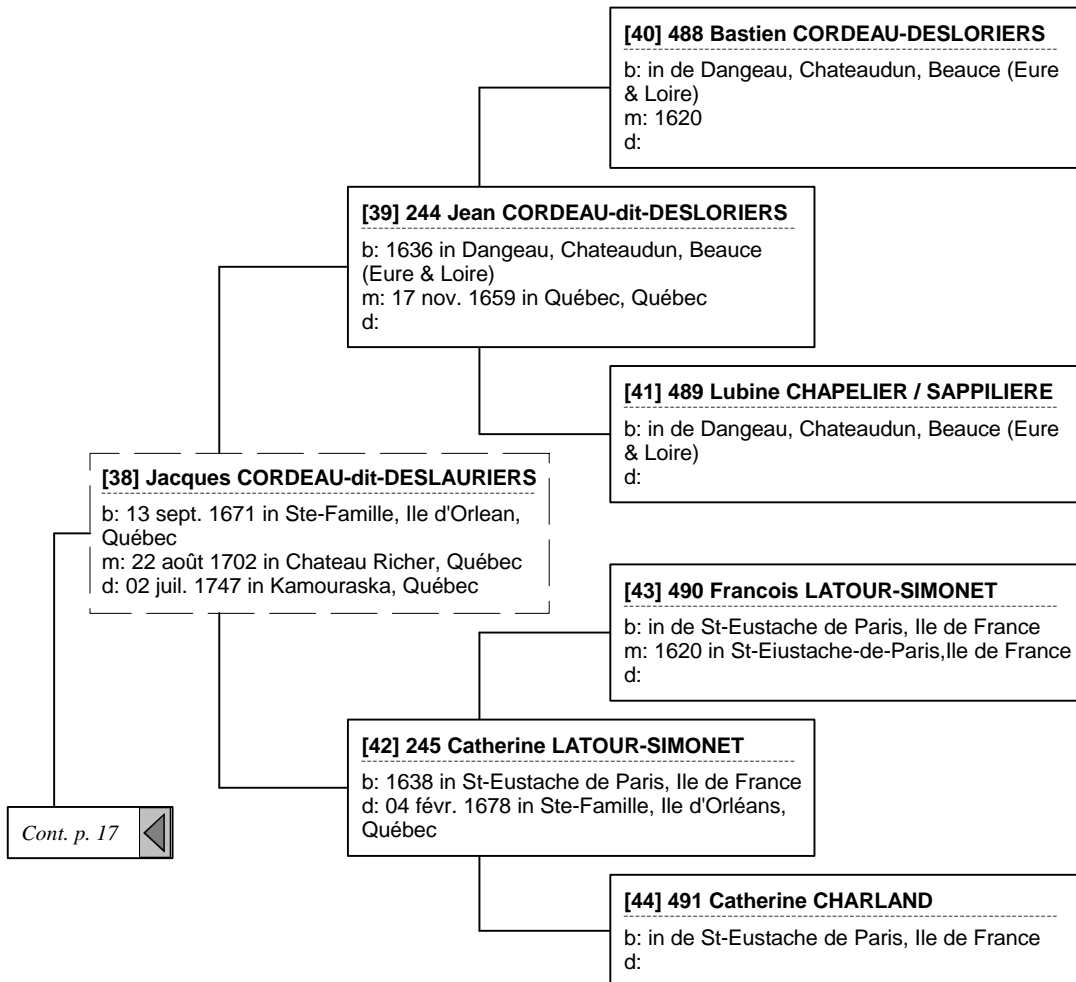 [40] 488 Bastien CORDEAU-DESLORIERS
b: in de Dangeau, Chateaudun, Beauce (Eure
& Loire)
m: 1620
d:
[39] 244 Jean CORDEAU-dit-DESLORIERS
b: 1636 in Dangeau, Chateaudun, Beauce
(Eure & Loire)
m: 17 nov. 1659 in Québec, Québec
d:
[41] 489 Lubine CHAPELIER / SAPPILIERE
b: in de Dangeau, Chateaudun, Beauce (Eure
& Loire)
d:
[38] Jacques CORDEAU-dit-DESLAURIERS
b: 13 sept. 1671 in Ste-Famille, Ile d'Orlean,
Québec
m: 22 août 1702 in Chateau Richer, Québec
d: 02 juil. 1747 in Kamouraska, Québec
[43] 490 Francois LATOUR-SIMONET
b: in de St-Eustache de Paris, Ile de France
m: 1620 in St-Eiustache-de-Paris,Ile de France
d:
[42] 245 Catherine LATOUR-SIMONET
b: 1638 in St-Eustache de Paris, Ile de France
d: 04 févr. 1678 in Ste-Famille, Ile d'Orléans,
Québec
Cont. p. 17
[44] 491 Catherine CHARLAND
b: in de St-Eustache de Paris, Ile de France
d: